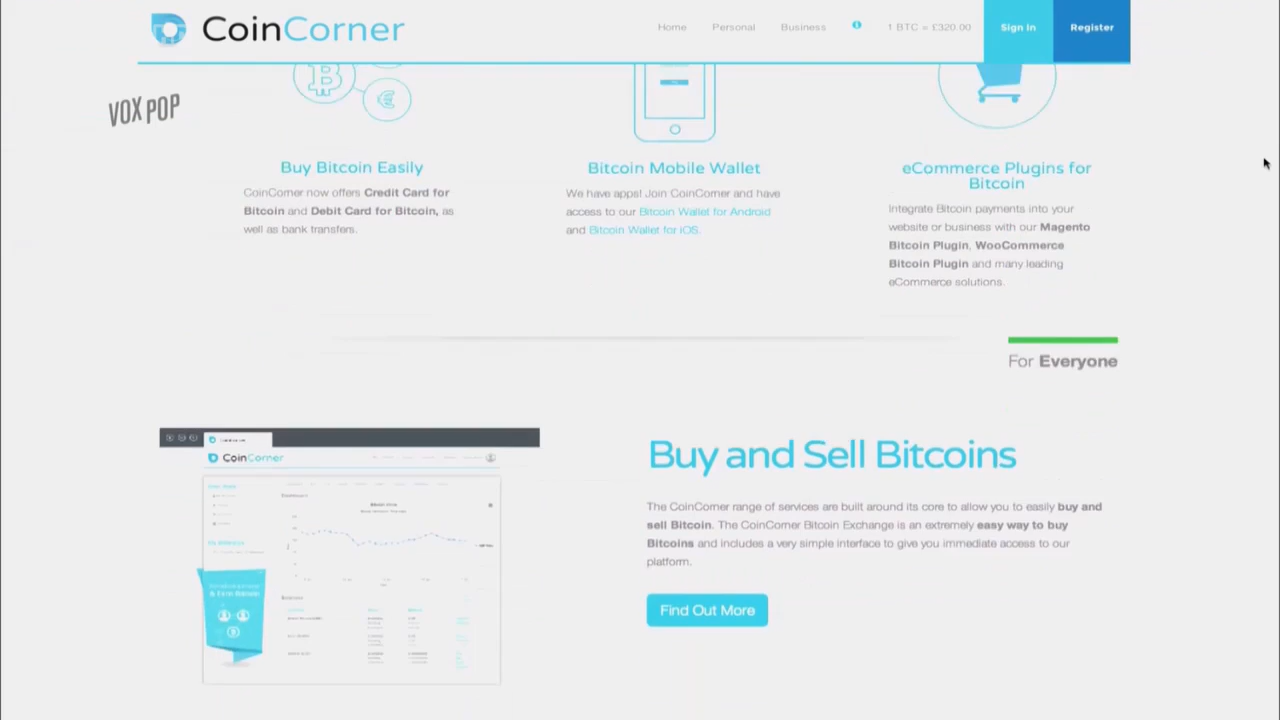 CoinCorner
Home Personal Business 1 BTC = £320.00 Sign In Register
VOX POP
Buy Bitcoin Easily
CoinCorner now offers Credit Card for
Bitcoin and Debit Card for Bitcoin, as
well as bank transfers.
Bitcoin Mobile Wallet
We have apps! Join CoinCorner and have
access to our Bitcoin Wallet for Android
and Bitcoin Wallet for iOS.
eCommerce Plugins for
Bitcoin
Integrate Bitcoin payments into your
website or business with our Magento
Bitcoin Plugin, WooCommerce
Bitcoin Plugin and many leading
eCommerce solutions.
For Everyone
CoinCorner
Buy and Sell Bitcoins
The CoinCorner range of services are built around its core to allow you to easily buy and
sell Bitcoin. The CoinCorner Bitcoin Exchange is an extremely easy way to buy
Bitcoins and includes a very simple interface to give you immediate access to our
platform.
Find Out More